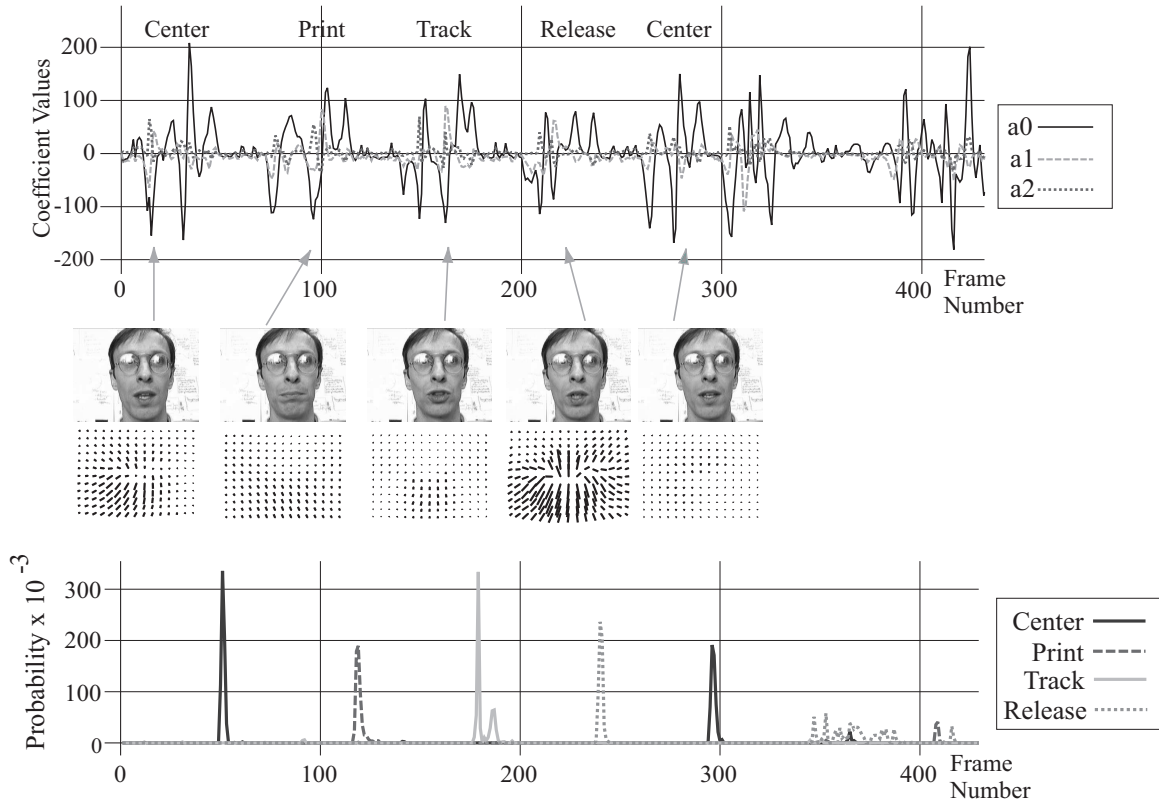 Center Print Track Release Center
Coefficient Values
200
100
0
-100
-200
a0
a1
a2
0 100 200 300 400 Frame
Number
Probability x 10 -3
300
200
100
0
Center
Print
Track
Release
0 100 200 300 400 Frame
Number